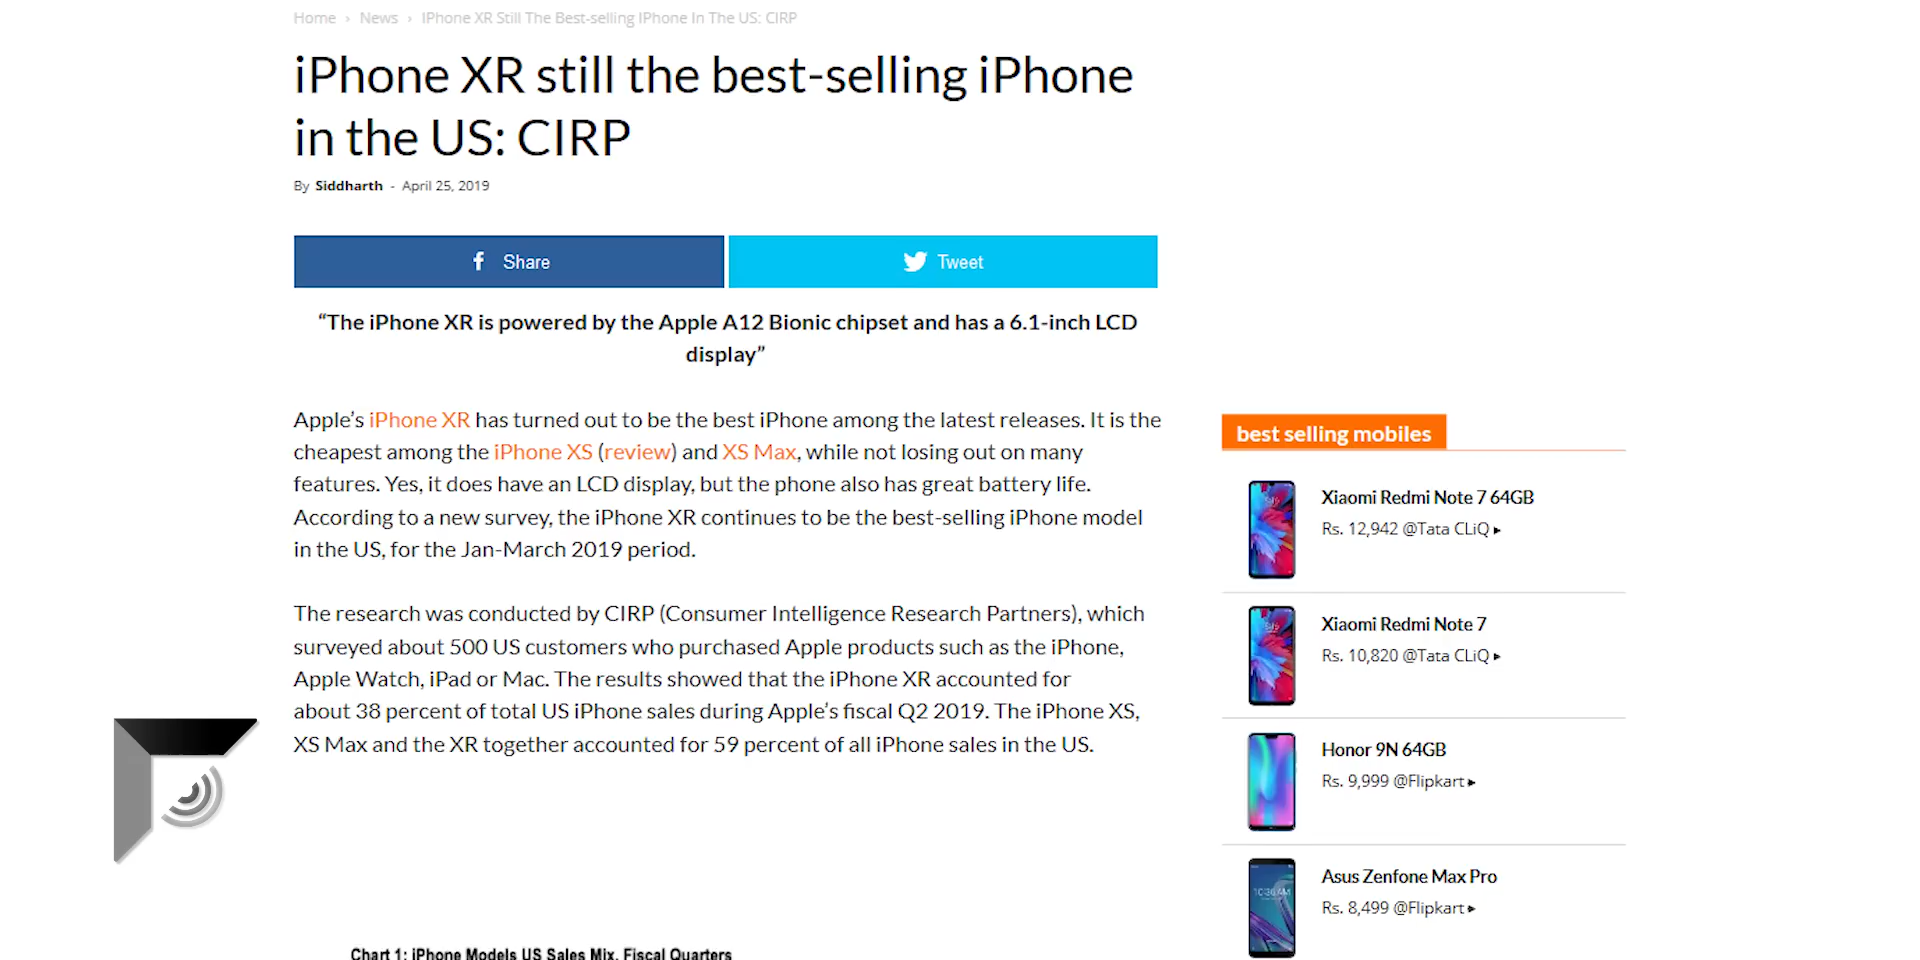 Home › News › IPhone XR Still The Best-selling IPhone In The US: CIRP
iPhone XR still the best-selling iPhone
in the US: CIRP
By Siddharth - April 25, 2019
Share
Tweet
“The iPhone XR is powered by the Apple A12 Bionic chipset and has a 6.1-inch LCD
display”
Apple’s iPhone XR has turned out to be the best iPhone among the latest releases. It is the
cheapest among the iPhone XS (review) and XS Max, while not losing out on many
features. Yes, it does have an LCD display, but the phone also has great battery life.
According to a new survey, the iPhone XR continues to be the best-selling iPhone model
in the US, for the Jan-March 2019 period.
The research was conducted by CIRP (Consumer Intelligence Research Partners), which
surveyed about 500 US customers who purchased Apple products such as the iPhone,
Apple Watch, iPad or Mac. The results showed that the iPhone XR accounted for
about 38 percent of total US iPhone sales during Apple’s fiscal Q2 2019. The iPhone XS,
XS Max and the XR together accounted for 59 percent of all iPhone sales in the US.
Chart 1: iPhone Models US Sales Mix, Fiscal Quarters
best selling mobiles
Xiaomi Redmi Note 7 64GB
Rs. 12,942 @Tata CLiQ ▸
Xiaomi Redmi Note 7
Rs. 10,820 @Tata CLiQ ▸
Honor 9N 64GB
Rs. 9,999 @Flipkart ▸
Asus Zenfone Max Pro
Rs. 8,499 @Flipkart ▸
10:36 AM